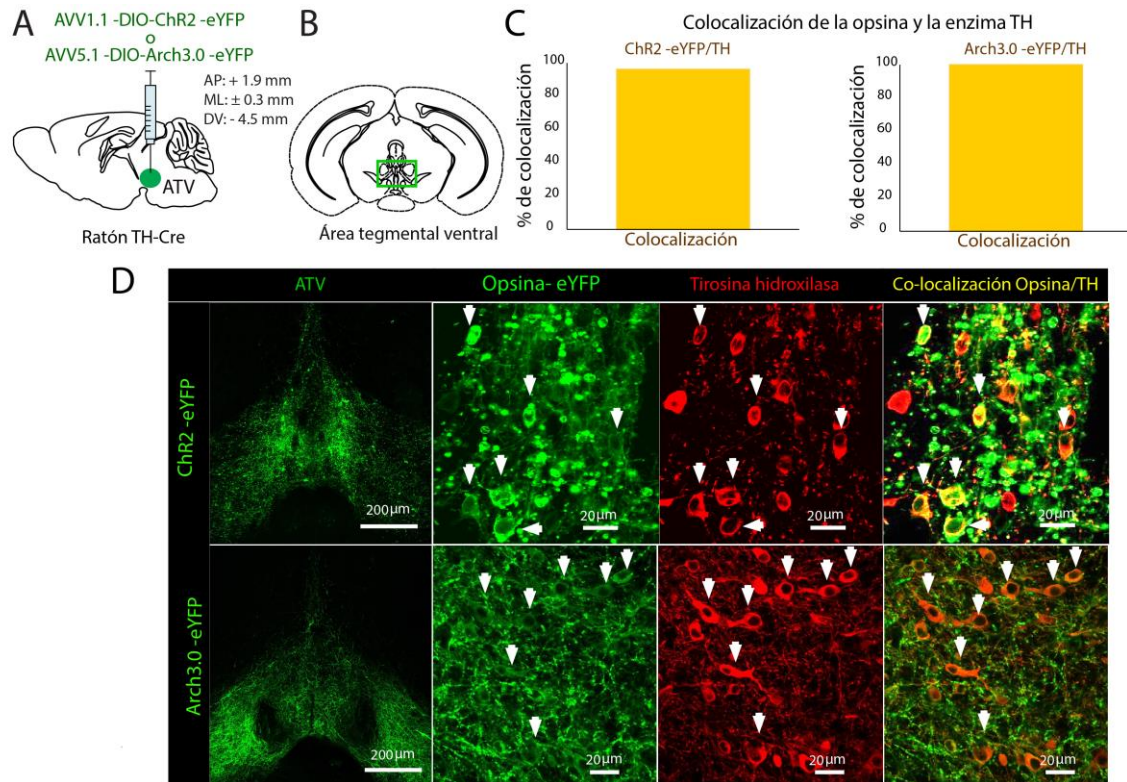 A
AVV1.1 -DIO-ChR2 -eYFP
o
AVV5.1 -DIO-Arch3.0 -eYFP
AP: + 1.9 mm
ML: ± 0.3 mm
DV: - 4.5 mm
ATV
Ratón TH-Cre
B
Área tegmental ventral
C
Colocalización de la opsina y la enzima TH
ChR2 -eYFP/TH
% de colocalización
100
80
60
40
20
0
Colocalización
Arch3.0 -eYFP/TH
% de colocalización
100
80
60
40
20
0
Colocalización
D
ATV
Opsina- eYFP
Tirosina hidroxilasa
Co-localización Opsina/TH
ChR2 -eYFP
200µm
20µm
20µm
20µm
Arch3.0 -eYFP
200µm
20µm
20µm
20µm